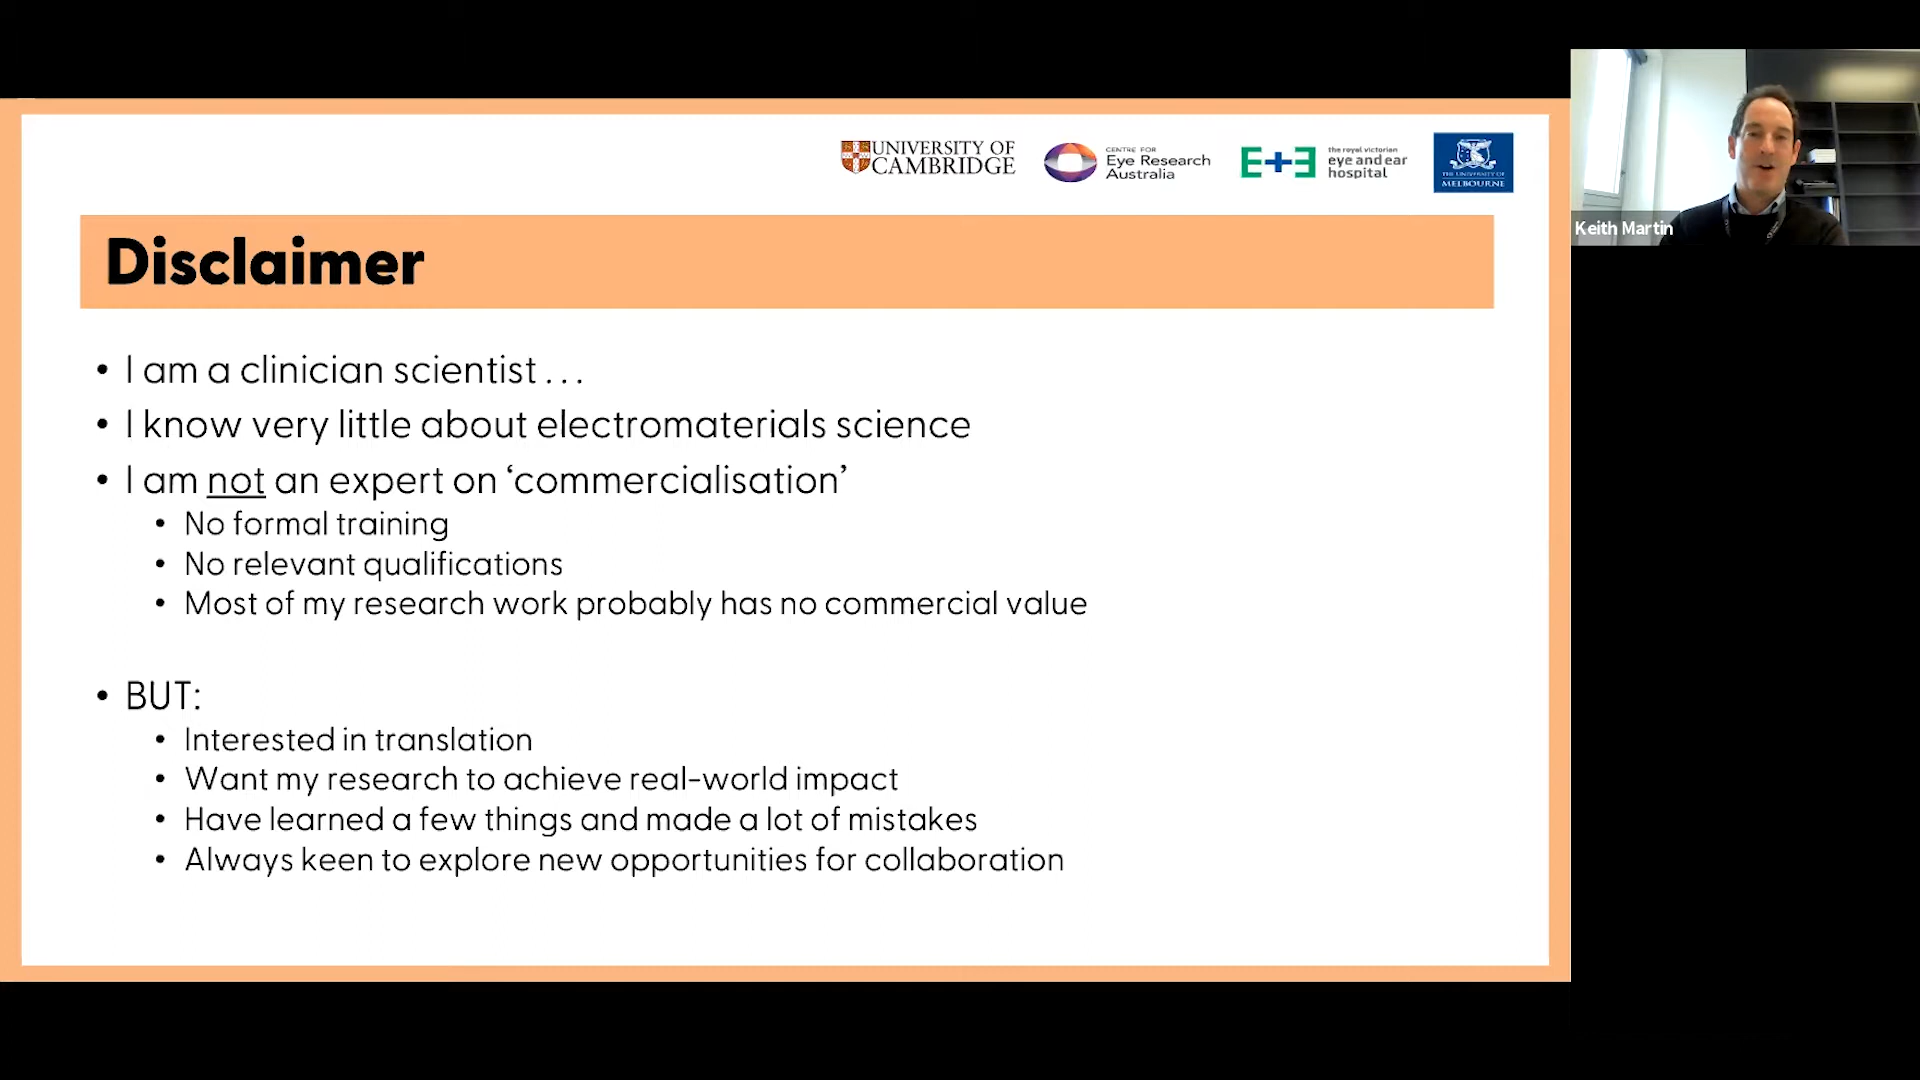 UNIVERSITY OF
CAMBRIDGE
CENTRE FOR
Eye Research
Australia
E+E
the royal victorian
eye and ear
hospital
THE UNIVERSITY OF
MELBOURNE
Keith Martin
Disclaimer
• I am a clinician scientist...
• I know very little about electromaterials science
• I am not an expert on ‘commercialisation’
• No formal training
• No relevant qualifications
• Most of my research work probably has no commercial value
• BUT:
• Interested in translation
• Want my research to achieve real-world impact
• Have learned a few things and made a lot of mistakes
• Always keen to explore new opportunities for collaboration